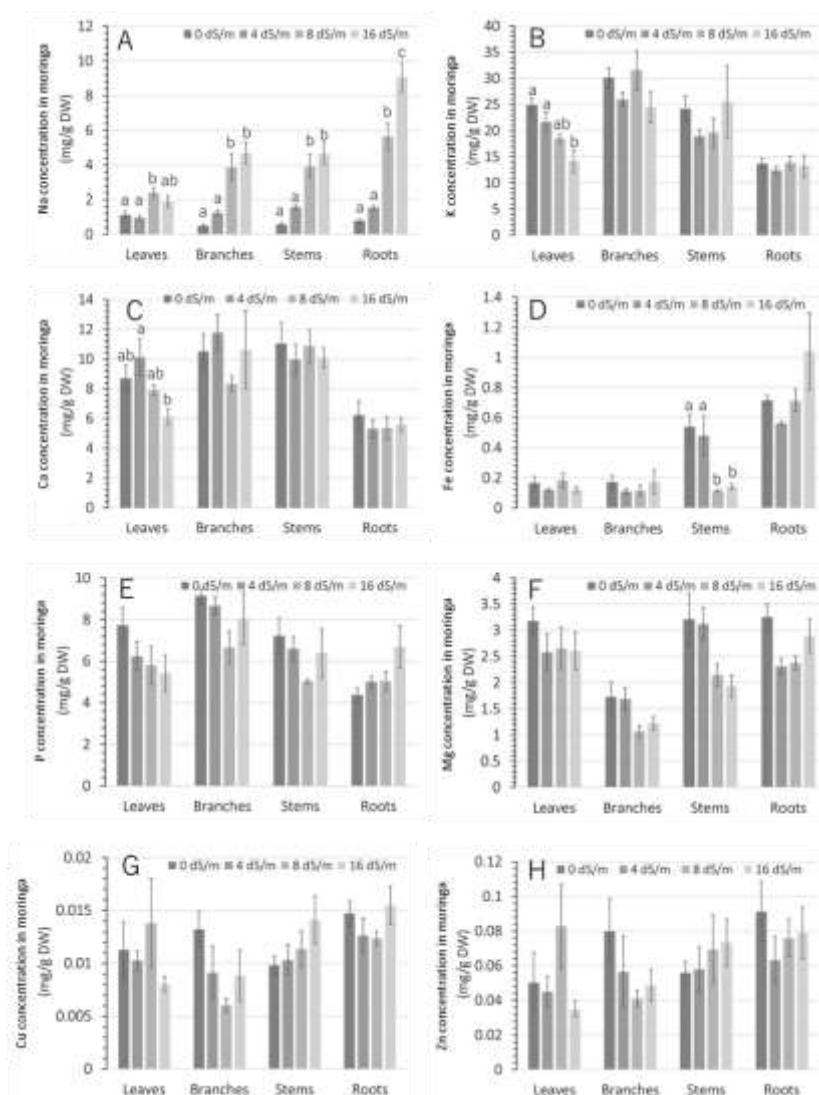 A
0 dS/m 4 dS/m 8 dS/m 16 dS/m
Na concentration in moringa
(mg/g DW)
12
10
8
6
4
2
0
a a b ab
a a b b
a a b b
a a b c
Leaves Branches Stems Roots
B
0 dS/m 4 dS/m 8 dS/m 16 dS/m
K concentration in moringa
(mg/g DW)
40
35
30
25
20
15
10
5
0
a a ab b
Leaves Branches Stems Roots
C
0 dS/m 4 dS/m 8 dS/m 16 dS/m
Ca concentration in moringa
(mg/g DW)
14
12
10
8
6
4
2
0
ab a ab b
Leaves Branches Stems Roots
D
0 dS/m 4 dS/m 8 dS/m 16 dS/m
Fe concentration in moringa
(mg/g DW)
1.4
1.2
1
0.8
0.6
0.4
0.2
0
a a b b
Leaves Branches Stems Roots
E
0 dS/m 4 dS/m 8 dS/m 16 dS/m
P concentration in moringa
(mg/g DW)
10
8
6
4
2
0
Leaves Branches Stems Roots
F
0 dS/m 4 dS/m 8 dS/m 16 dS/m
Mg concentration in moringa
(mg/g DW)
4
3.5
3
2.5
2
1.5
1
0.5
0
Leaves Branches Stems Roots
G
0 dS/m 4 dS/m 8 dS/m 16 dS/m
Cu concentration in moringa
(mg/g DW)
0.02
0.015
0.01
0.005
0
Leaves Branches Stems Roots
H
0 dS/m 4 dS/m 8 dS/m 16 dS/m
Zn concentration in moringa
(mg/g DW)
0.12
0.1
0.08
0.06
0.04
0.02
0
Leaves Branches Stems Roots